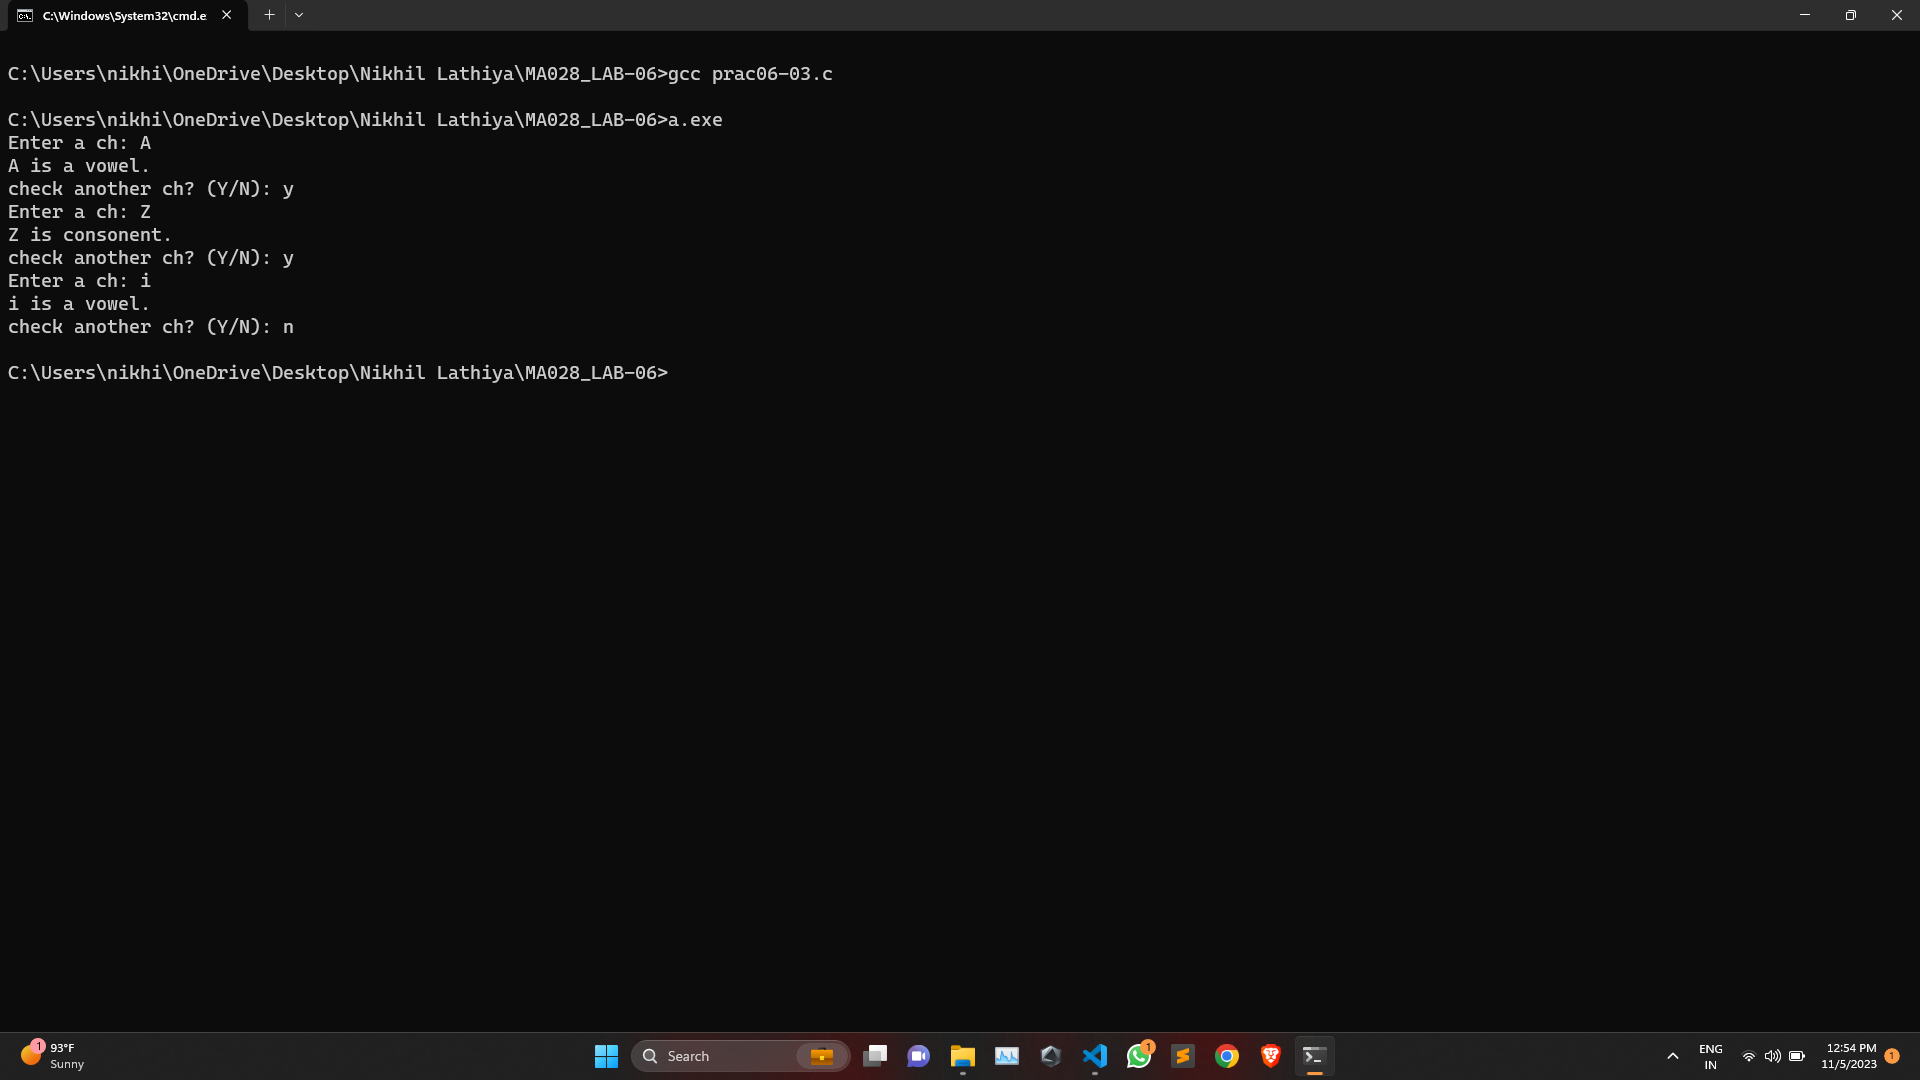 C:\Windows\System32\cmd.e
C:\Users\nikhi\OneDrive\Desktop\Nikhil Lathiya\MA028_LAB-06>gcc prac06-03.c
C:\Users\nikhi\OneDrive\Desktop\Nikhil Lathiya\MA028_LAB-06>a.exe
Enter a ch: A
A is a vowel.
check another ch? (Y/N): y
Enter a ch: Z
Z is consonent.
check another ch? (Y/N): y
Enter a ch: i
i is a vowel.
check another ch? (Y/N): n
C:\Users\nikhi\OneDrive\Desktop\Nikhil Lathiya\MA028_LAB-06>
1
93°F
Sunny
Search
1
ENG
IN
12:54 PM
11/5/2023
1